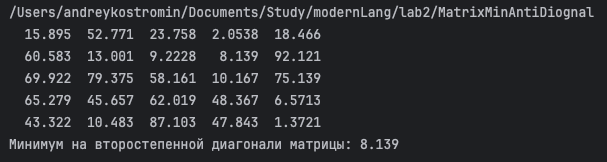 /Users/andreykostromin/Documents/Study/modernLang/lab2/MatrixMinAntiDiognal
15.895 52.771 23.758 2.0538 18.466
60.583 13.001 9.2228 8.139 92.121
69.922 79.375 58.161 10.167 75.139
65.279 45.657 62.019 48.367 6.5713
43.322 10.483 87.103 47.843 1.3721
Минимум на второстепенной диагонали матрицы: 8.139